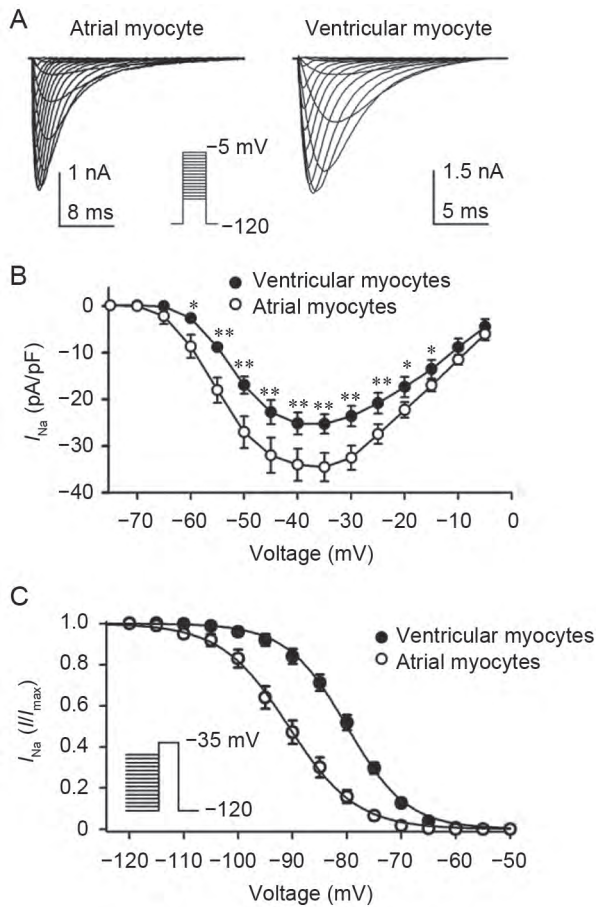 A
Atrial myocyte
Ventricular myocyte
1 nA
8 ms
−5 mV
−120
1.5 nA
5 ms
B
Ventricular myocytes
Atrial myocytes
0
−10
−20
−30
−40
* ** ** ** ** ** ** ** * *
INa (pA/pF)
−70 −60 −50 −40 −30 −20 −10 0
Voltage (mV)
C
Ventricular myocytes
Atrial myocytes
1.0
0.8
0.6
0.4
0.2
0
INa (I/Imax)
−35 mV
−120
−120 −110 −100 −90 −80 −70 −60 −50
Voltage (mV)